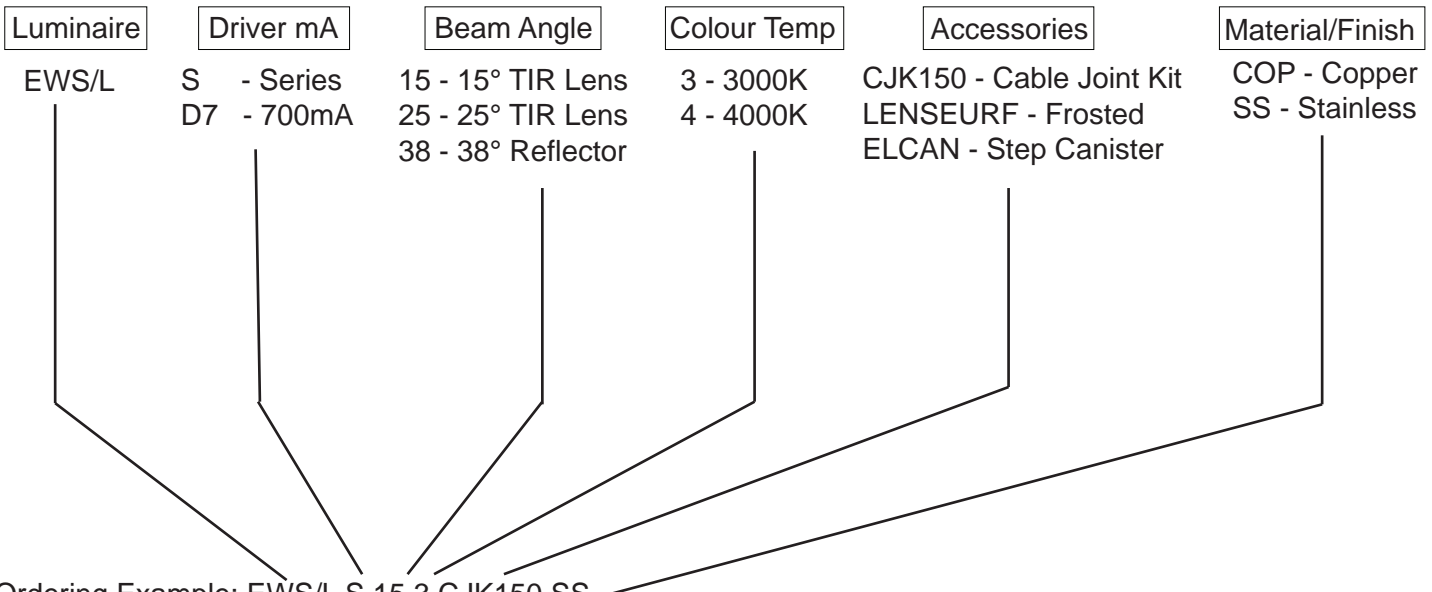 Luminaire
EWS/L
Driver mA
S - Series
D7 - 700mA
Beam Angle
15 - 15° TIR Lens
25 - 25° TIR Lens
38 - 38° Reflector
Colour Temp
3 - 3000K
4 - 4000K
Accessories
CJK150 - Cable Joint Kit
LENSEURF - Frosted
ELCAN - Step Canister
Material/Finish
COP - Copper
SS - Stainless
Ordering Example: EWS/L S 15 3 CJK150 SS